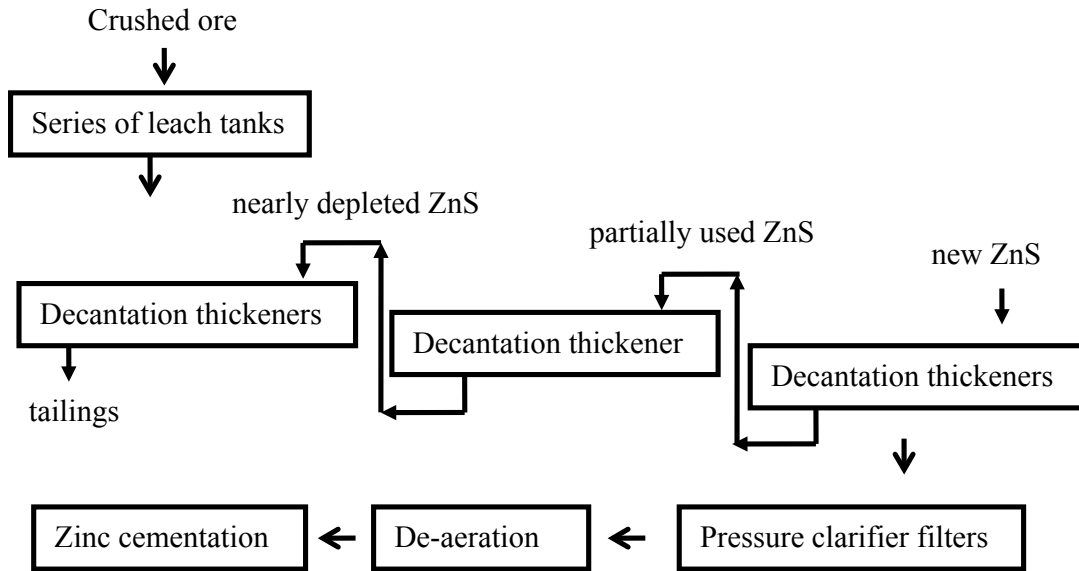 Crushed ore
Series of leach tanks
nearly depleted ZnS
partially used ZnS
new ZnS
Decantation thickeners
Decantation thickener
Decantation thickeners
tailings
Zinc cementation
De-aeration
Pressure clarifier filters